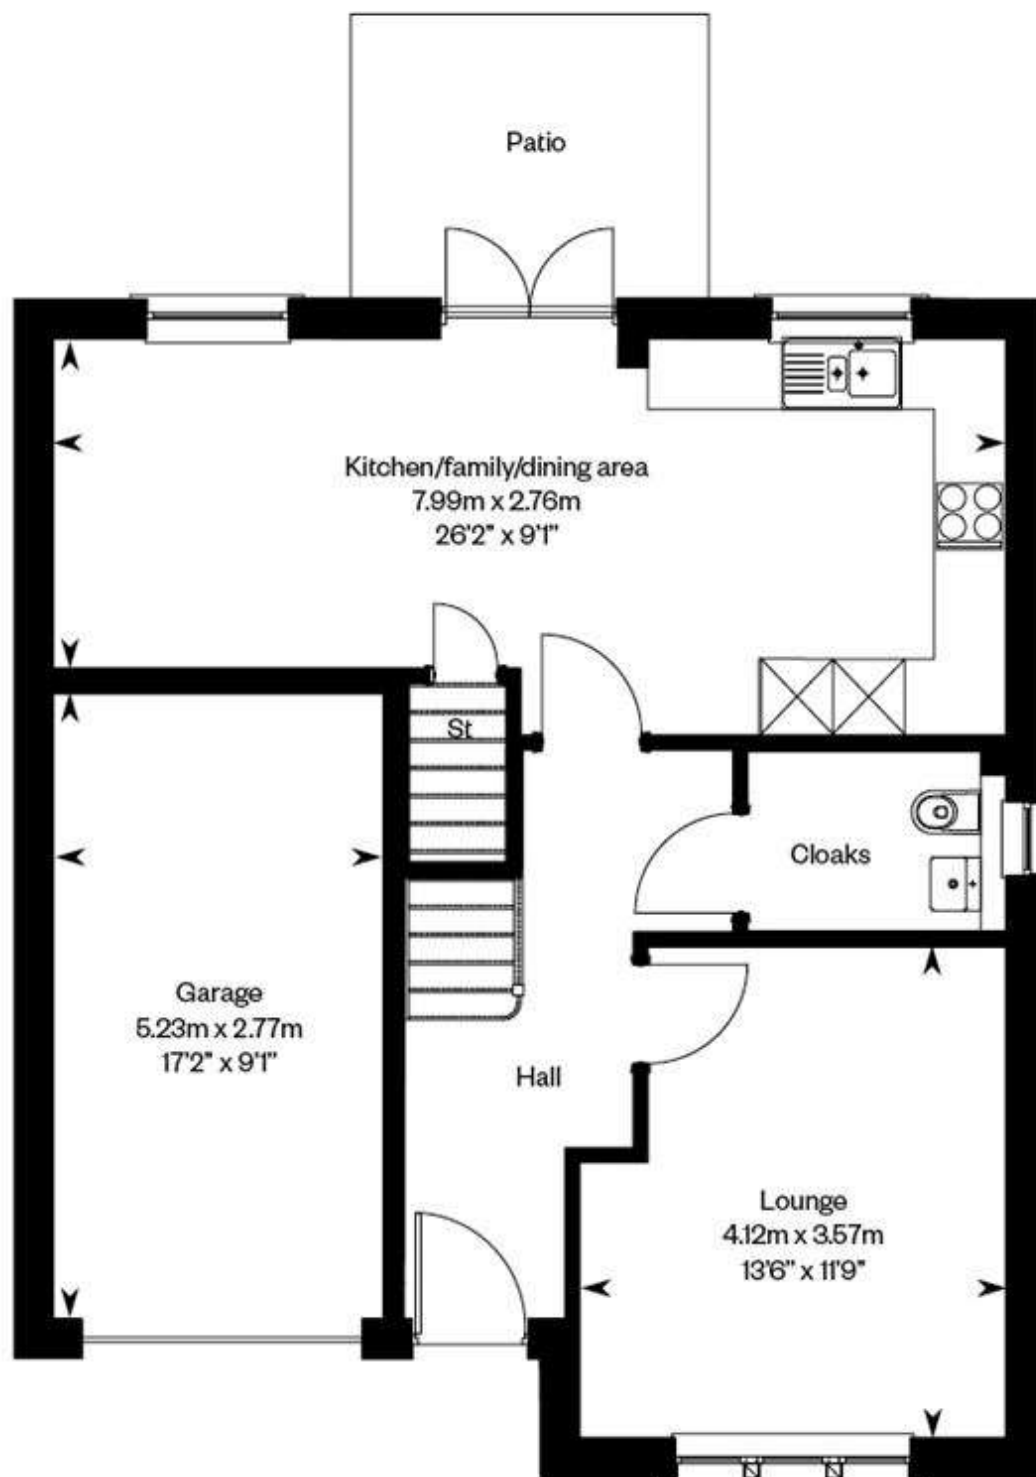 Patio
Kitchen/family/dining area
7.99m x 2.76m
26'2" x 9'1"
St
Cloaks
Garage
5.23m x 2.77m
17'2" x 9'1"
Hall
Lounge
4.12m x 3.57m
13'6" x 11'9"